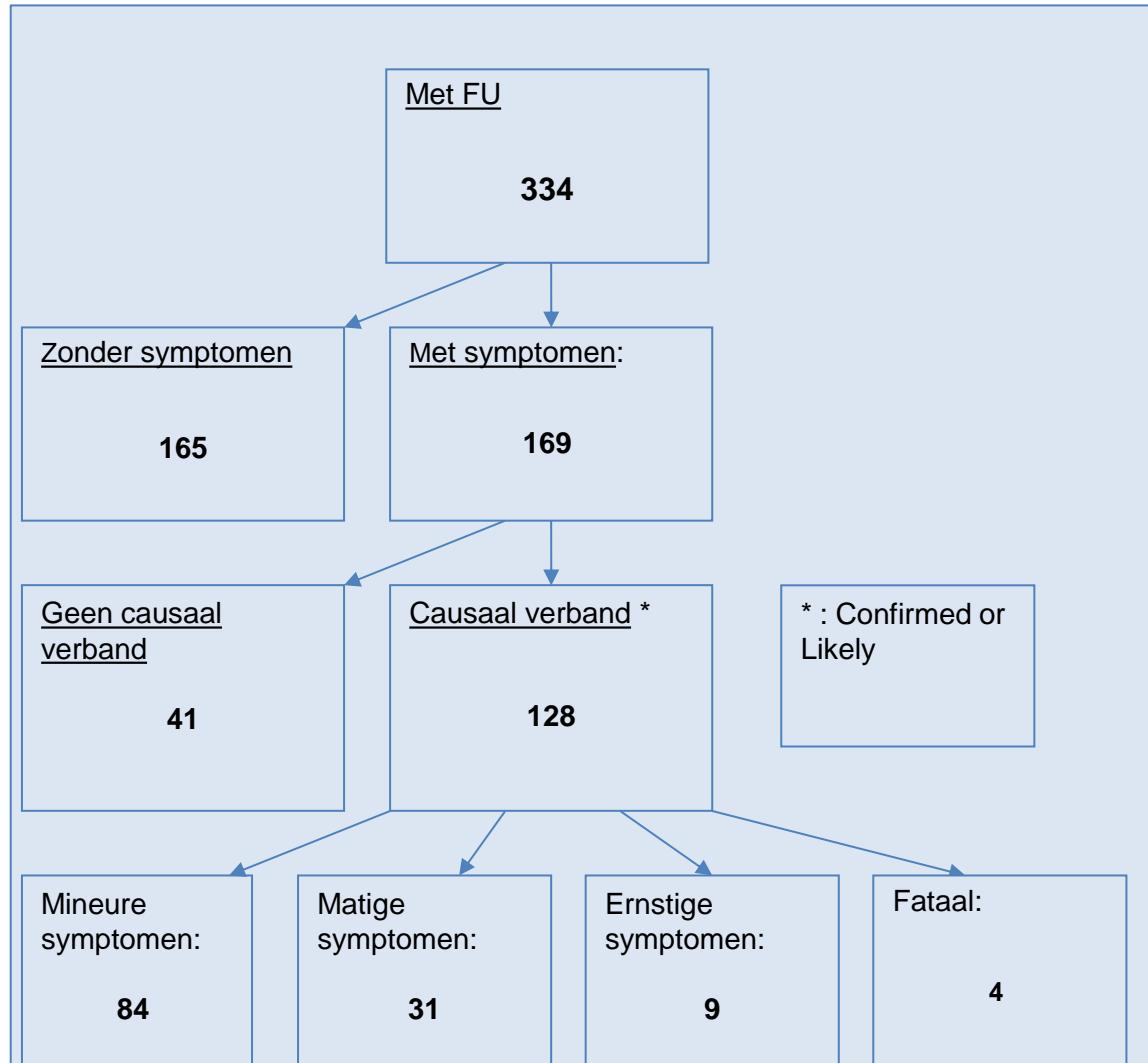 Met FU
334
Zonder symptomen
165
Met symptomen:
169
Geen causaal
verband
41
Causaal verband *
128
* : Confirmed or
Likely
Mineure
symptomen:
84
Matige
symptomen:
31
Ernstige
symptomen:
9
Fataal:
4